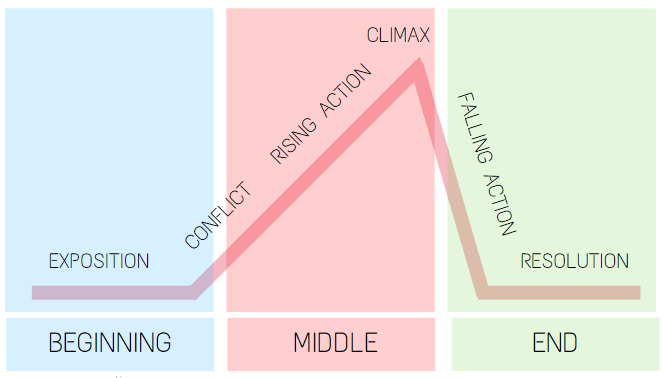 CLIMAX
RISING ACTION
FALLING ACTION
CONFLICT
EXPOSITION
RESOLUTION
BEGINNING
MIDDLE
END